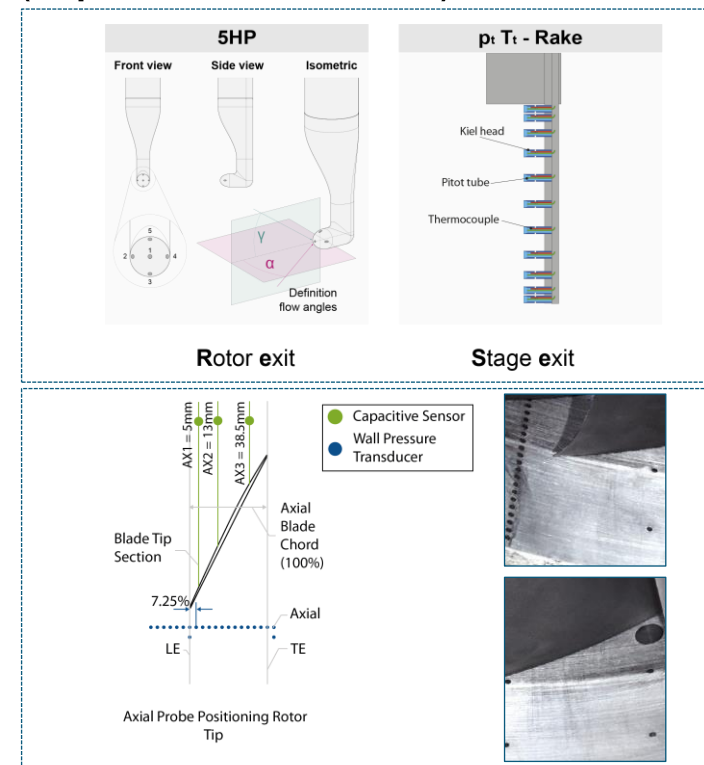 5HP
pt Tt - Rake
Front view
Side view
Isometric
Kiel head
Pitot tube
Thermocouple
γ
α
5
1
2
4
3
Definition
flow angles
Rotor exit
Stage exit
AX1 = 5mm
AX2 = 13mm
AX3 = 38.5mm
Capacitive Sensor
Wall Pressure
Transducer
Axial
Blade
Chord
(100%)
Blade Tip
Section
7.25%
Axial
LE
TE
Axial Probe Positioning Rotor
Tip